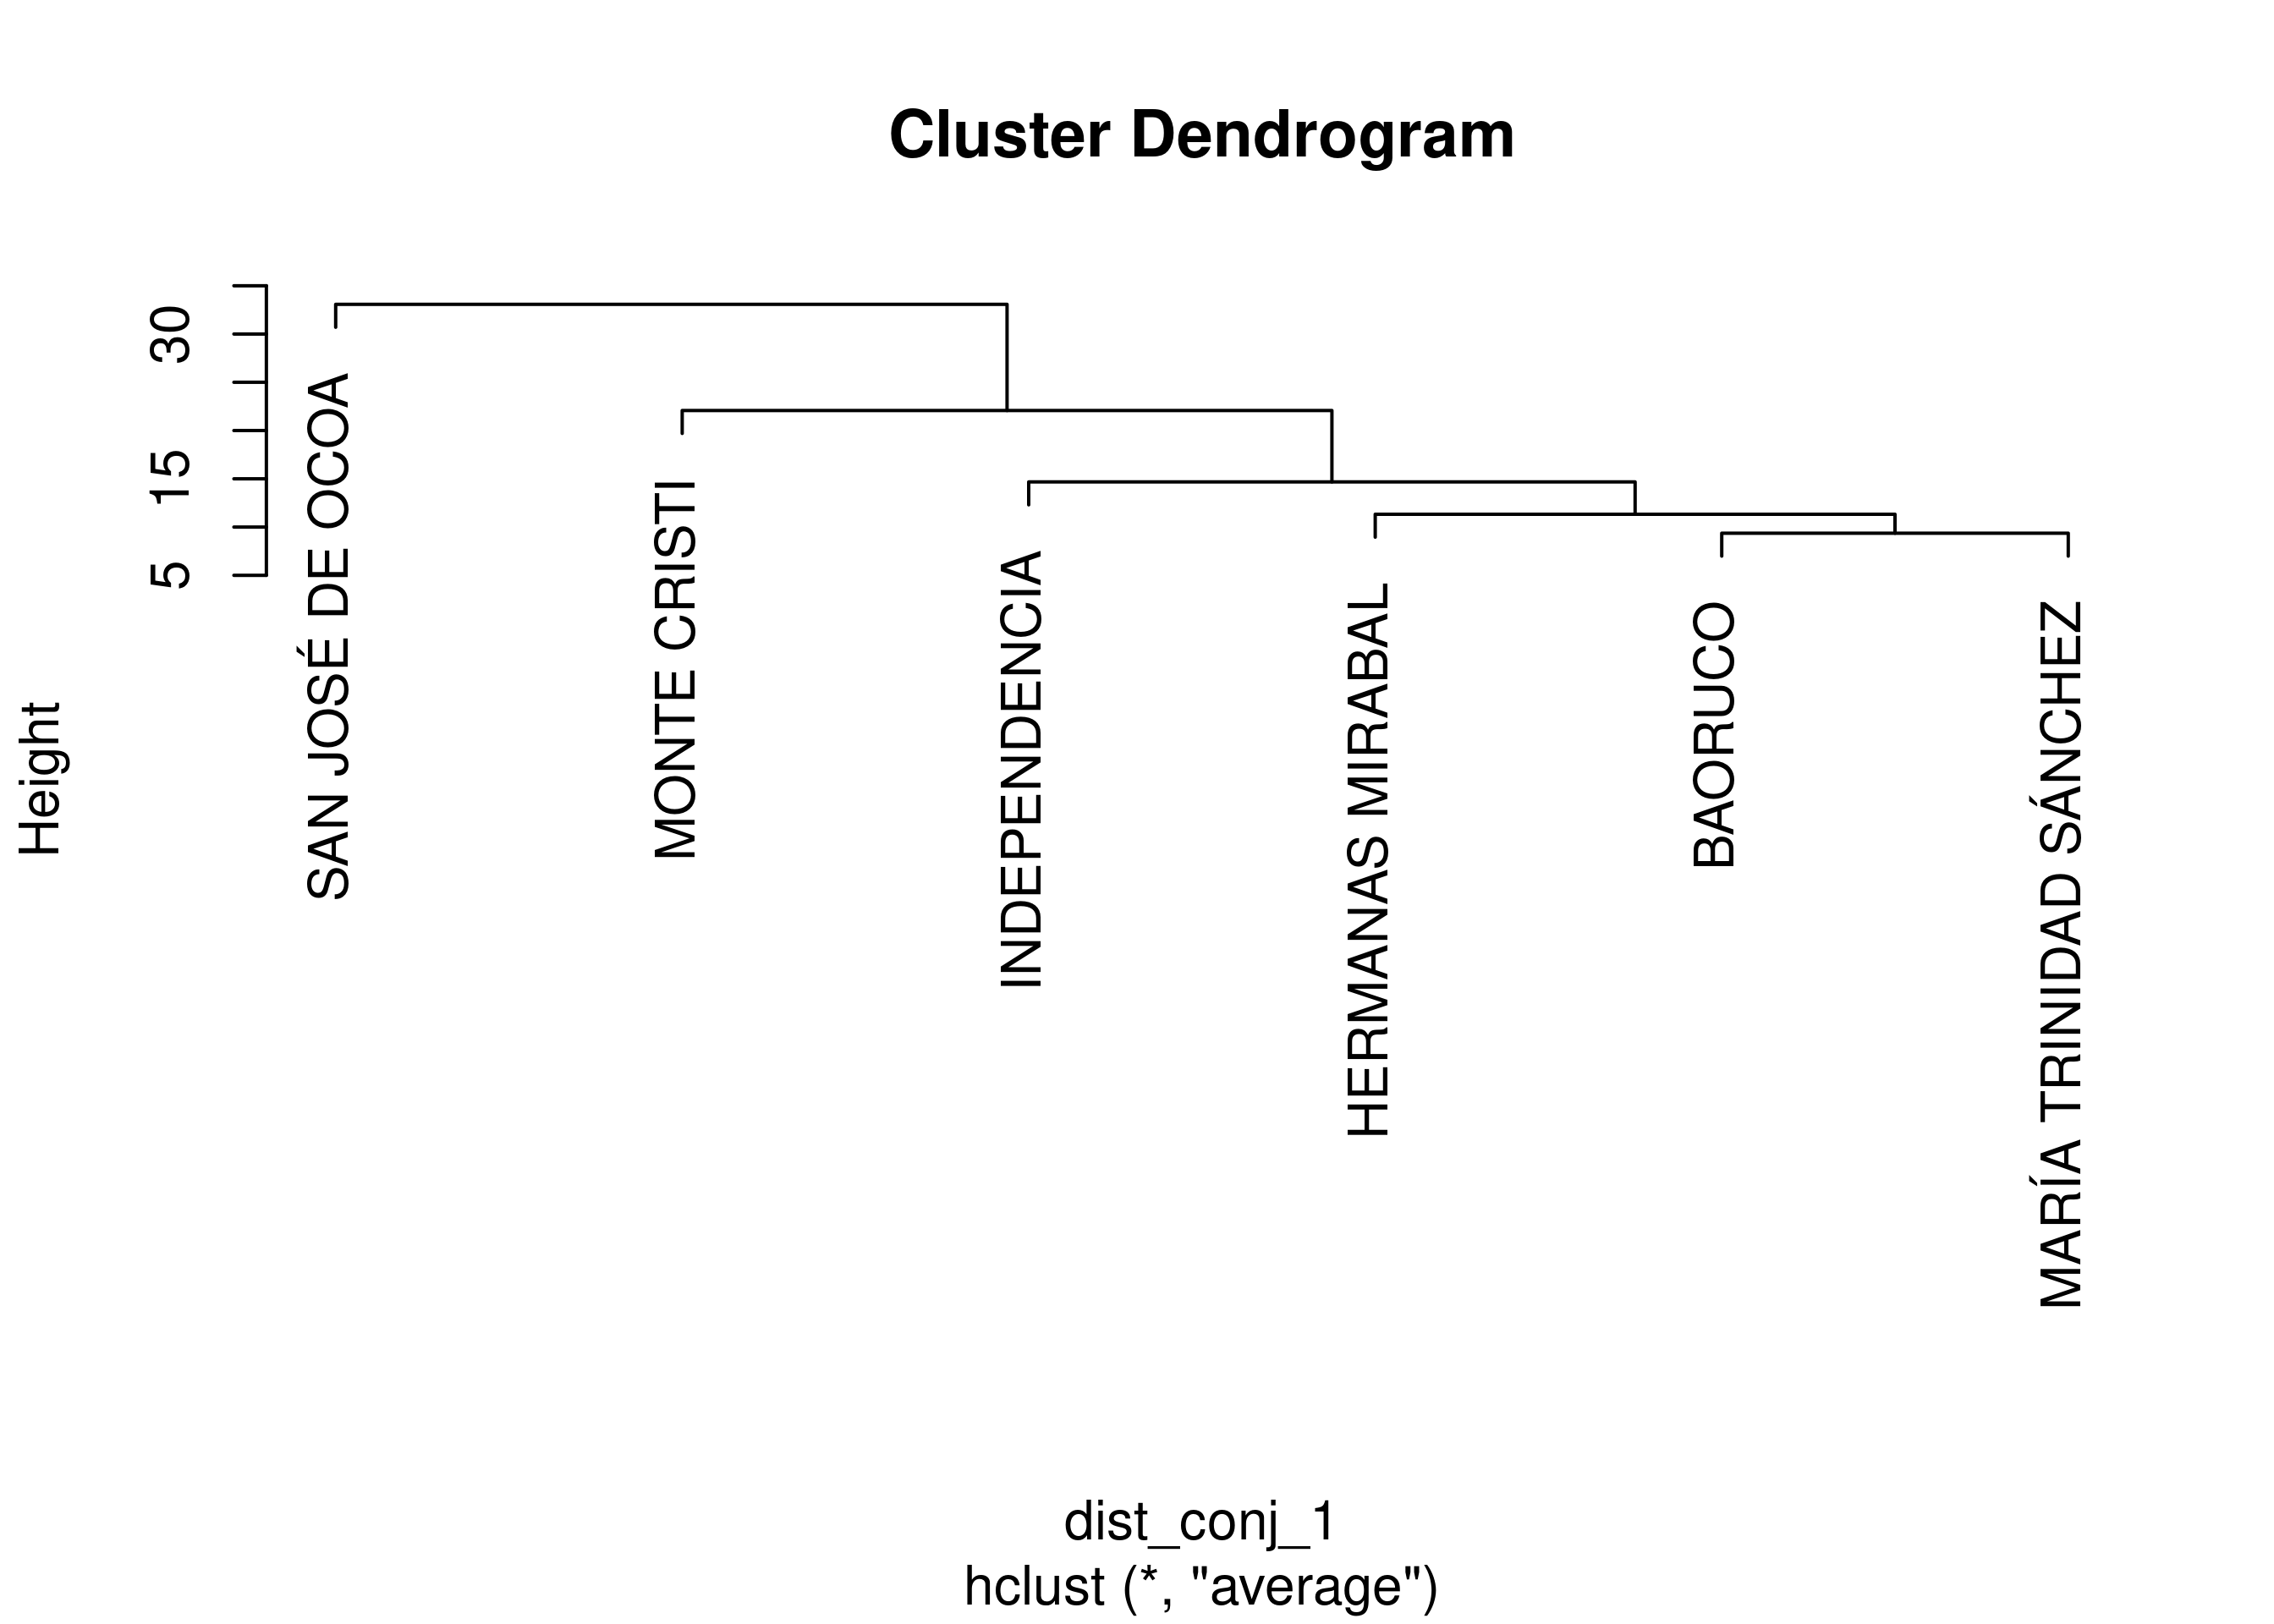 Cluster Dendrogram
Height
30
15
5
SAN JOSÉ DE OCOA
MONTE CRISTI
INDEPENDENCIA
HERMANAS MIRABAL
BAORUCO
MARÍA TRINIDAD SÁNCHEZ
dist_conj_1
hclust (*, "average")